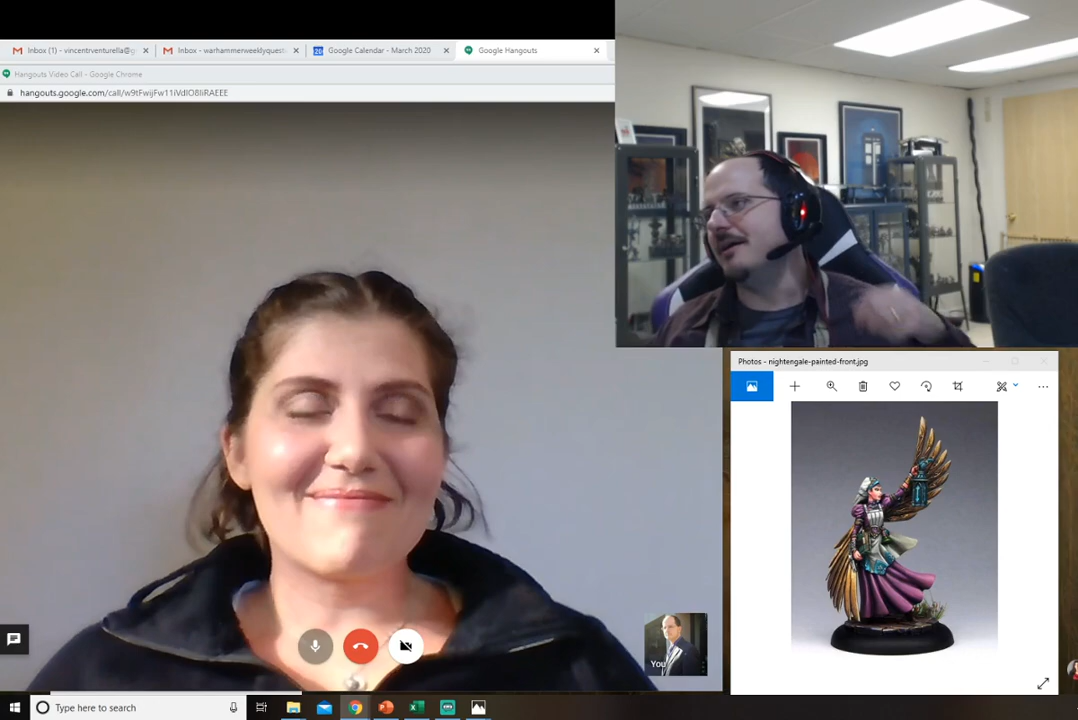 Inbox (1) - vincentrventurella@g
Inbox - warhammerweeklyquest
Google Calendar - March 2020
Google Hangouts
Hangouts Video Call - Google Chrome
hangouts.google.com/call/w9tFwijFw11iVdIO8IiRAEEE
Photos - nightengale-painted-front.jpg
You
Type here to search